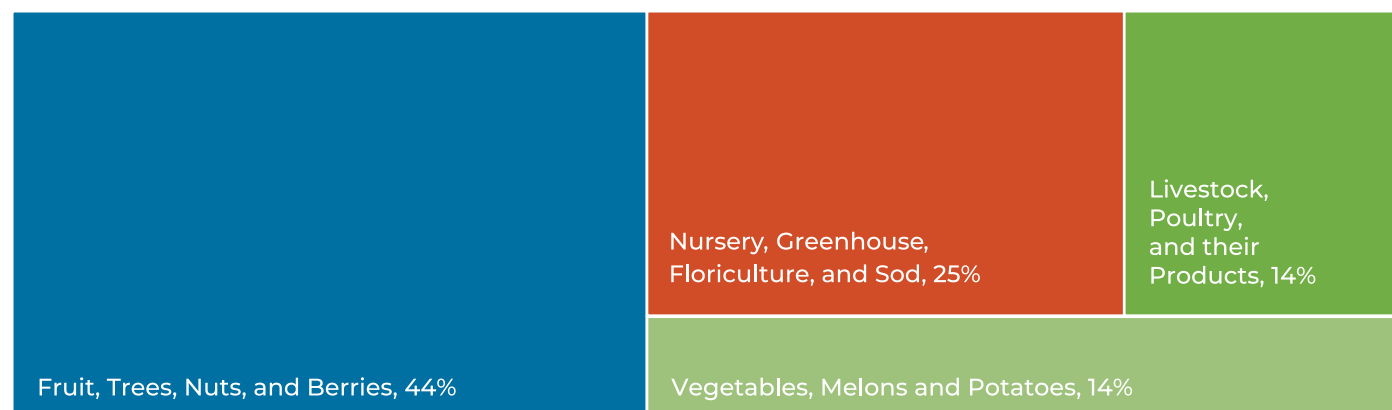 Fruit, Trees, Nuts, and Berries, 44%
Nursery, Greenhouse,
Floriculture, and Sod, 25%
Livestock,
Poultry,
and their
Products, 14%
Vegetables, Melons and Potatoes, 14%